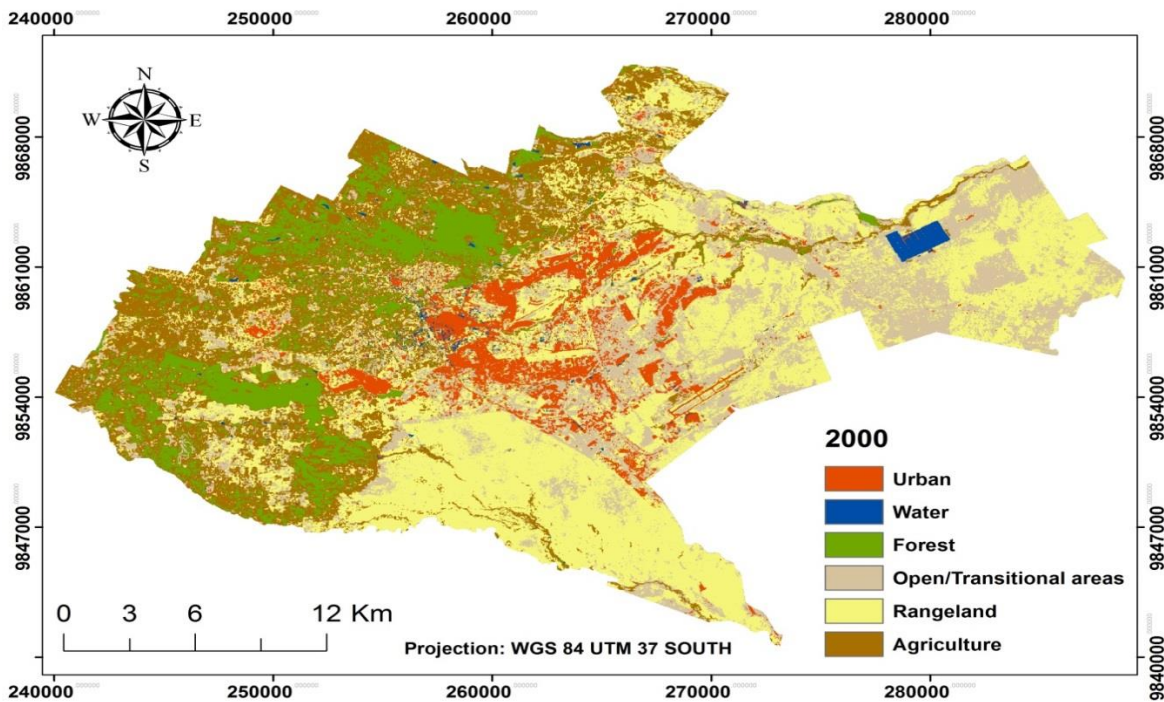 240000 250000 260000 270000 280000
N
W E
S
9868000 9868000
9861000 9861000
9854000 9854000
2000
Urban
Water
9847000 9847000
Forest
Open/Transitional areas
0 3 6 12 Km
Rangeland
Projection: WGS 84 UTM 37 SOUTH
Agriculture
9840000
240000 250000 260000 270000 280000